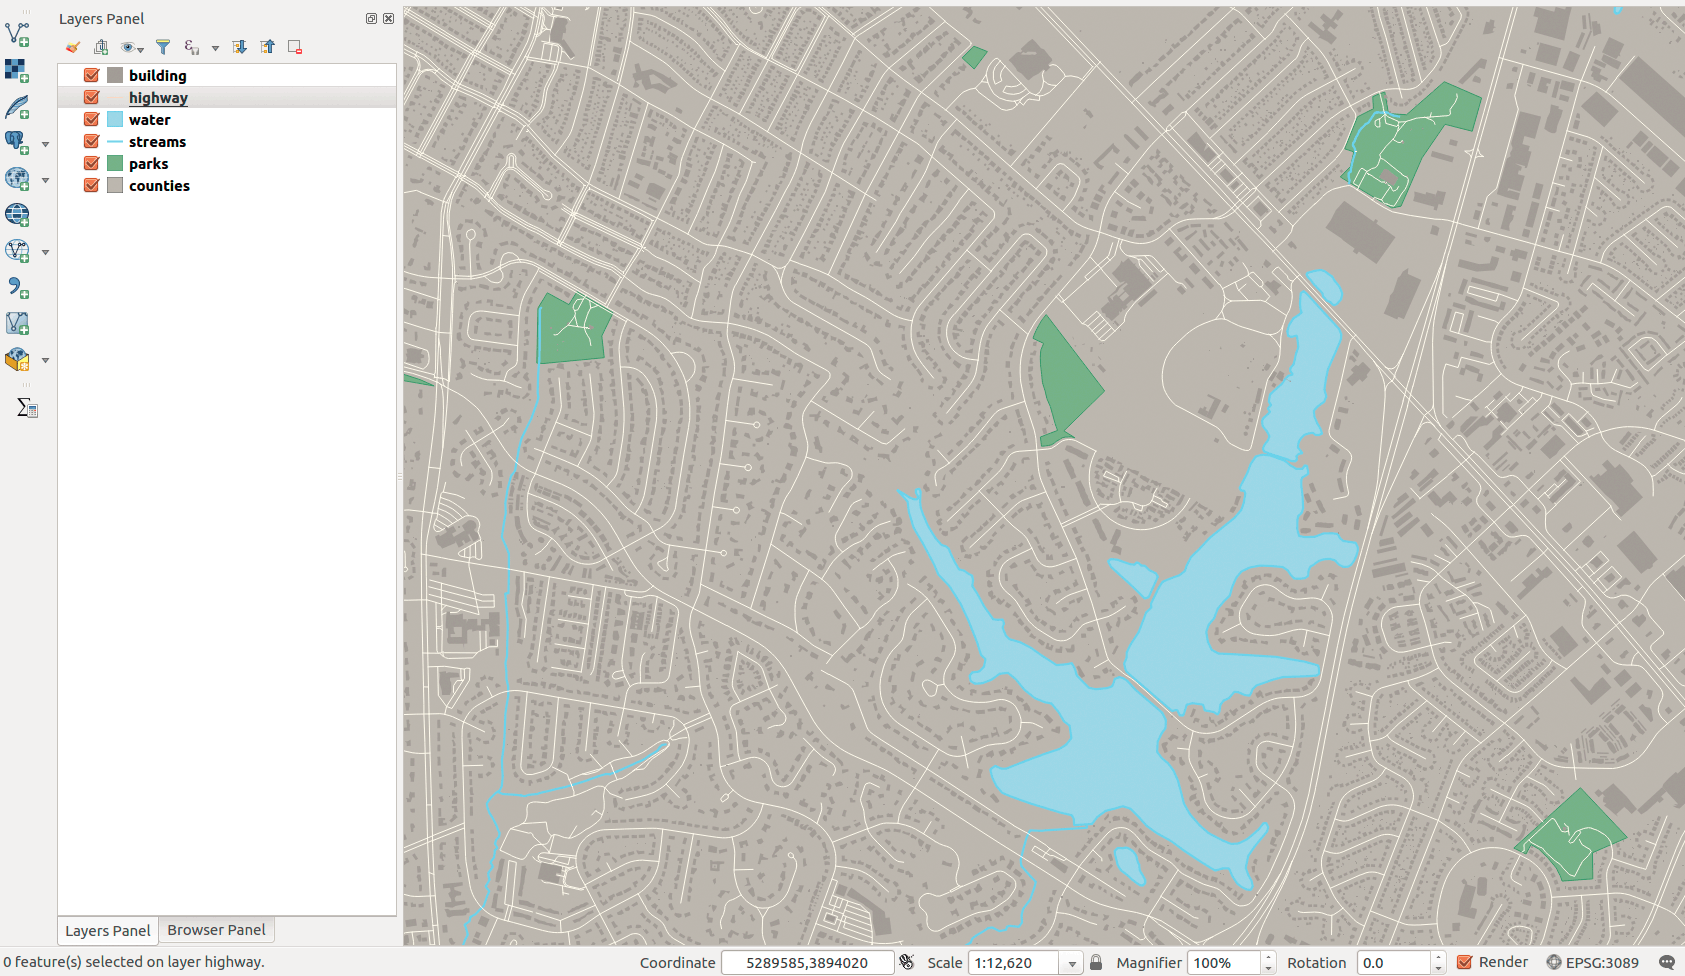 Layers Panel
building
highway
water
streams
parks
counties
Layers Panel
Browser Panel
0 feature(s) selected on layer highway.
Coordinate
5289585,3894020
Scale
1:12,620
Magnifier
100%
Rotation
0.0
Render
EPSG:3089